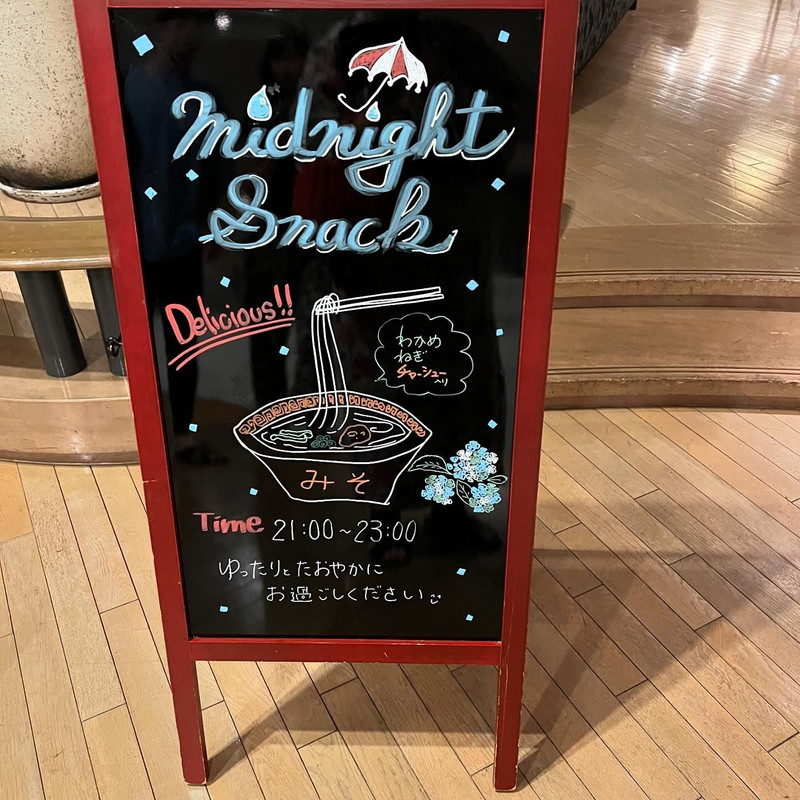 midnight
Snack
Delicious!!
わかめ
ねぎ
チャーシュー
入り
みそ
Time 21:00~23:00
ゆったりとたおやかに
お過ごしください